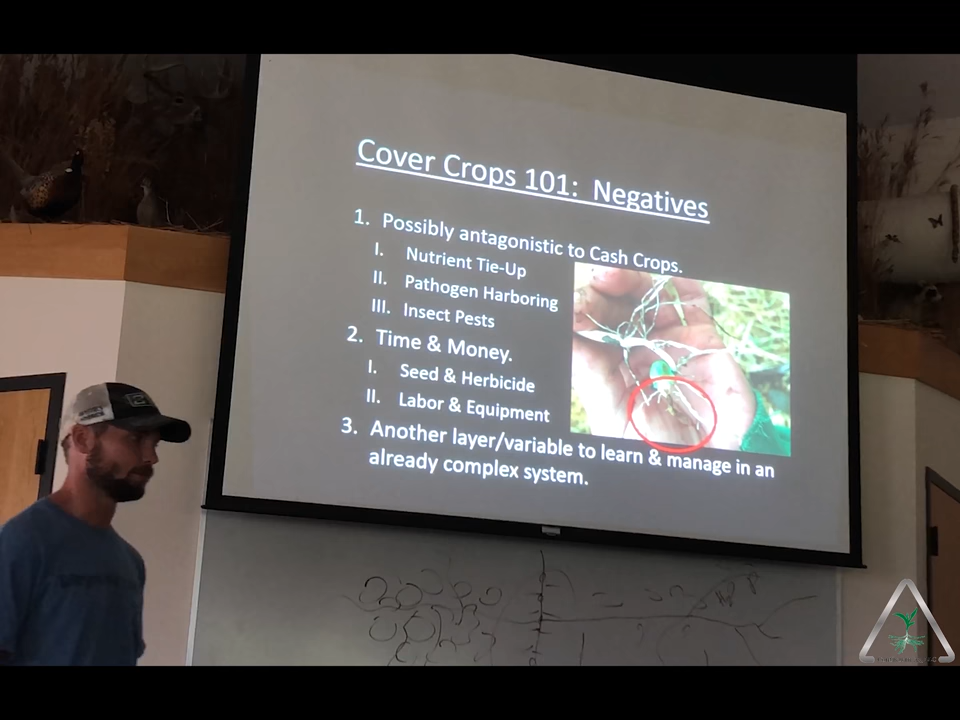 Cover Crops 101: Negatives
1. Possibly antagonistic to Cash Crops.
I. Nutrient Tie-Up
II. Pathogen Harboring
III. Insect Pests
2. Time & Money.
I. Seed & Herbicide
II. Labor & Equipment
3. Another layer/variable to learn & manage in an
already complex system.